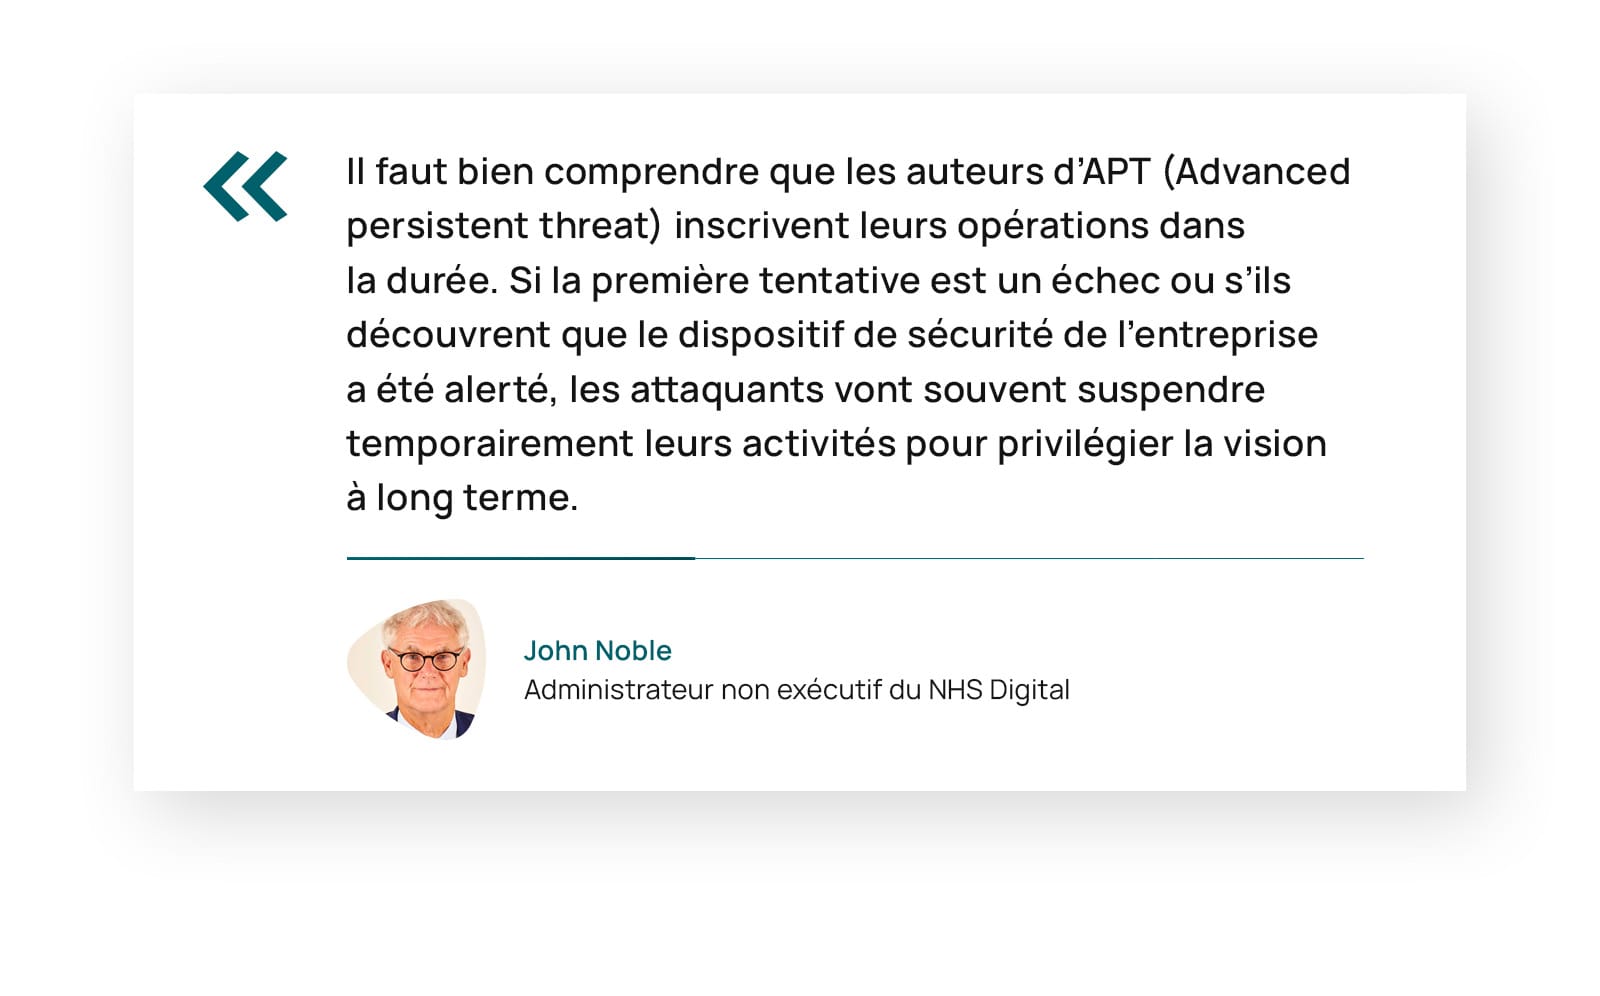 « Il faut bien comprendre que les auteurs d’APT (Advanced
persistent threat) inscrivent leurs opérations dans
la durée. Si la première tentative est un échec ou s’ils
découvrent que le dispositif de sécurité de l’entreprise
a été alerté, les attaquants vont souvent suspendre
temporairement leurs activités pour privilégier la vision
à long terme.
John Noble
Administrateur non exécutif du NHS Digital